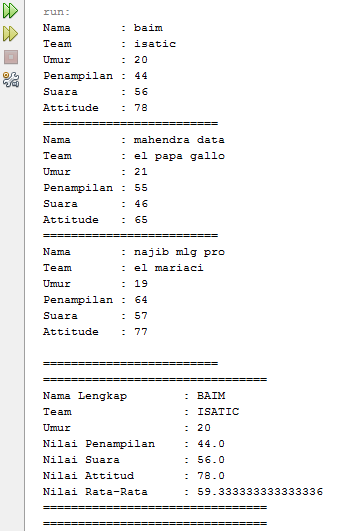 run:
Nama : baim
Team : isatic
Umur : 20
Penampilan : 44
Suara : 56
Attitude : 78
=========================
Nama : mahendra data
Team : el papa gallo
Umur : 21
Penampilan : 55
Suara : 46
Attitude : 65
=========================
Nama : najib mlg pro
Team : el mariaci
Umur : 19
Penampilan : 64
Suara : 57
Attitude : 77
=========================
================================
Nama Lengkap : BAIM
Team : ISATIC
Umur : 20
Nilai Penampilan : 44.0
Nilai Suara : 56.0
Nilai Attitud : 78.0
Nilai Rata-Rata : 59.333333333333336
================================
================================